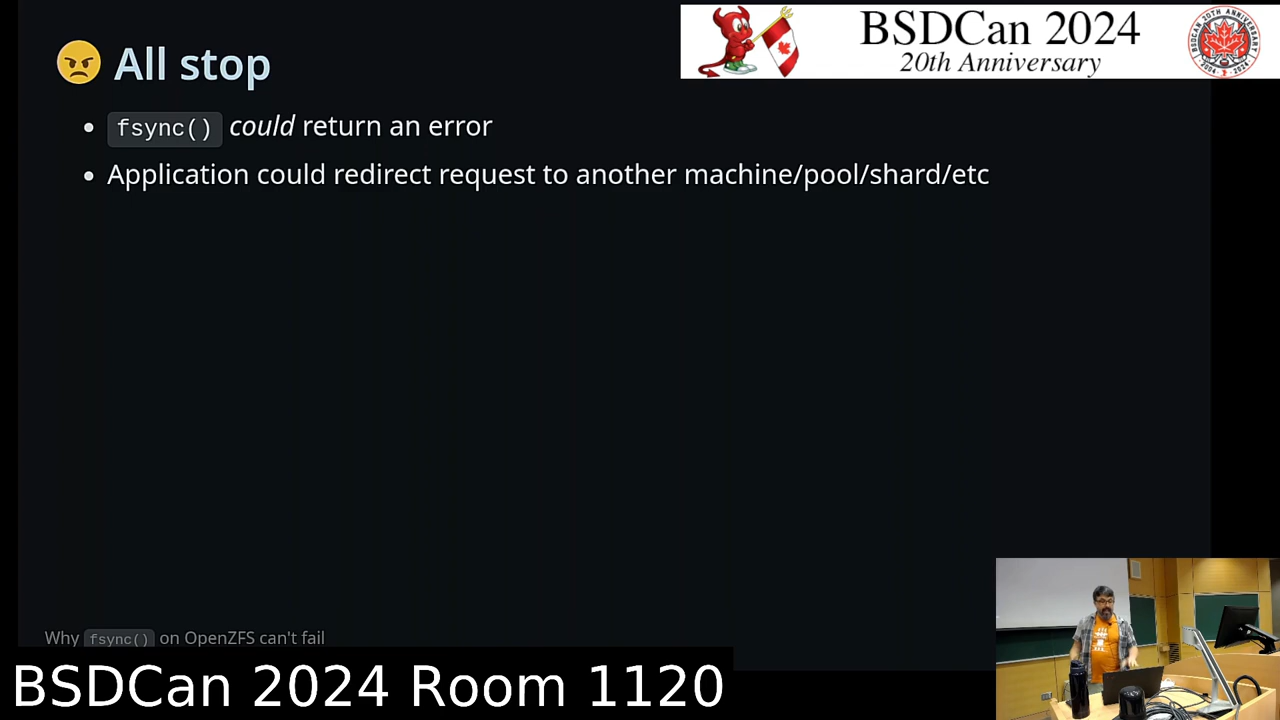 All stop
fsync() could return an error
Application could redirect request to another machine/pool/shard/etc
BSDCan 2024
20th Anniversary
Why fsync() on OpenZFS can't fail
BSDCan 2024 Room 1120